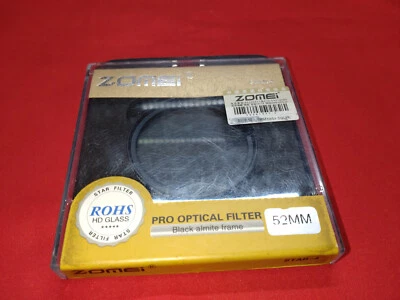 ZOMEI
ZOMEI
STAR FILTER
ROHS
HD GLASS
*****
STAR FILTER
PRO OPTICAL FILTER
Black almite frame
52MM
ZOMEI